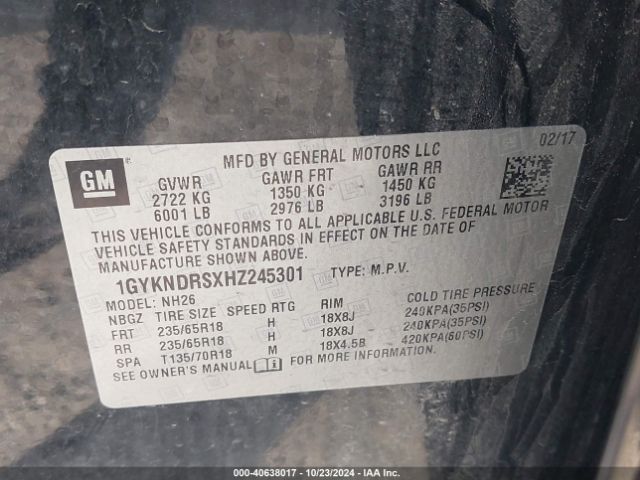 GM
MFD BY GENERAL MOTORS LLC
02/17
GVWR GAWR FRT GAWR RR
2722 KG 1350 KG 1450 KG
6001 LB 2976 LB 3196 LB
THIS VEHICLE CONFORMS TO ALL APPLICABLE U.S. FEDERAL MOTOR
VEHICLE SAFETY STANDARDS IN EFFECT ON THE DATE OF
MANUFACTURE SHOWN ABOVE.
1GYKNDRSXHZ245301 TYPE: M.P.V.
MODEL: NH26
NBGZ TIRE SIZE SPEED RTG RIM COLD TIRE PRESSURE
FRT 235/65R18 H 18X8J 240KPA(35PSI)
RR 235/65R18 H 18X8J 240KPA(35PSI)
SPA T135/70R18 M 18X4.5B 420KPA(60PSI)
SEE OWNER'S MANUAL FOR MORE INFORMATION.
000-40638017 - 10/23/2024 - IAA Inc.